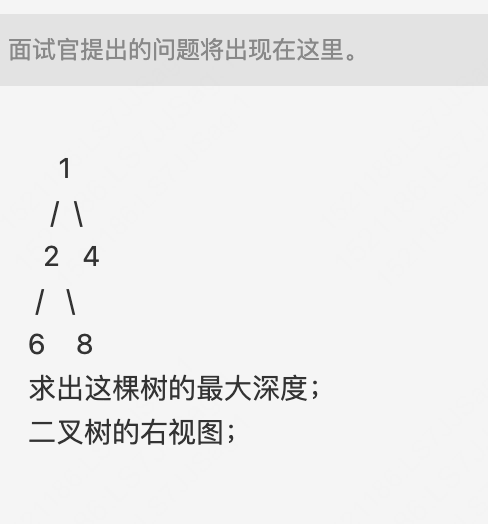 面试官提出的问题将出现在这里。
1
/ \
2 4
/ \
6 8
求出这棵树的最大深度；
二叉树的右视图；